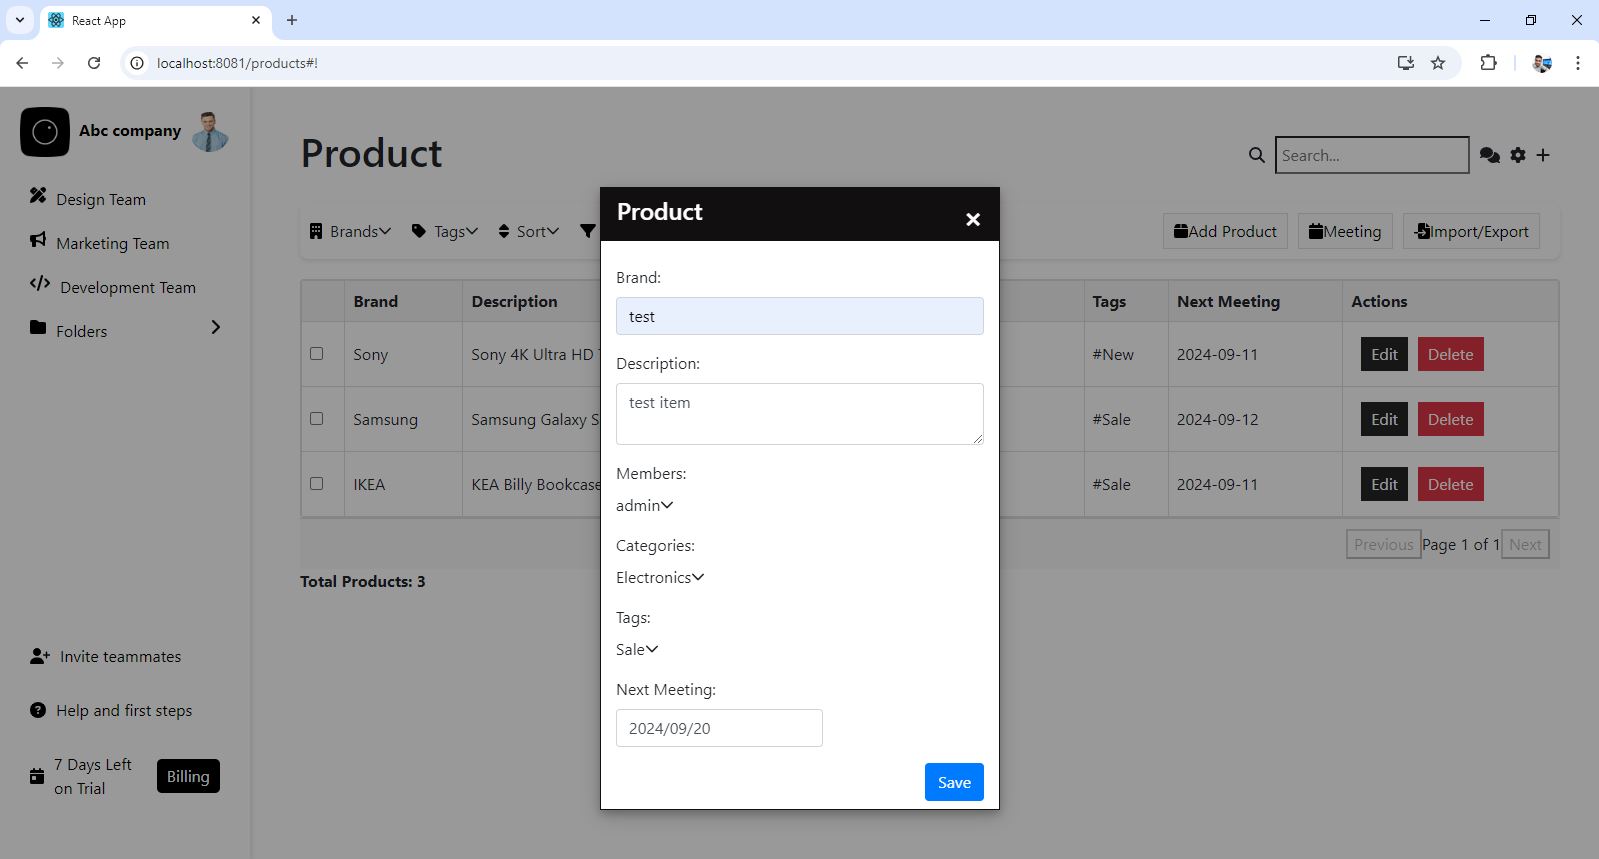 React App
localhost:8081/products#!
Abc company
Design Team
Marketing Team
Development Team
Folders
Invite teammates
Help and first steps
7 Days Left
on Trial
Billing
Product
Search...
Brands
Tags
Sort
Add Product
Meeting
Import/Export
Brand Description Tags Next Meeting Actions
Sony Sony 4K Ultra HD #New 2024-09-11 Edit Delete
Samsung Samsung Galaxy #Sale 2024-09-12 Edit Delete
IKEA KEA Billy Bookcase #Sale 2024-09-11 Edit Delete
Previous Page 1 of 1 Next
Total Products: 3
Product
Brand:
test
Description:
test item
Members:
admin
Categories:
Electronics
Tags:
Sale
Next Meeting:
2024/09/20
Save